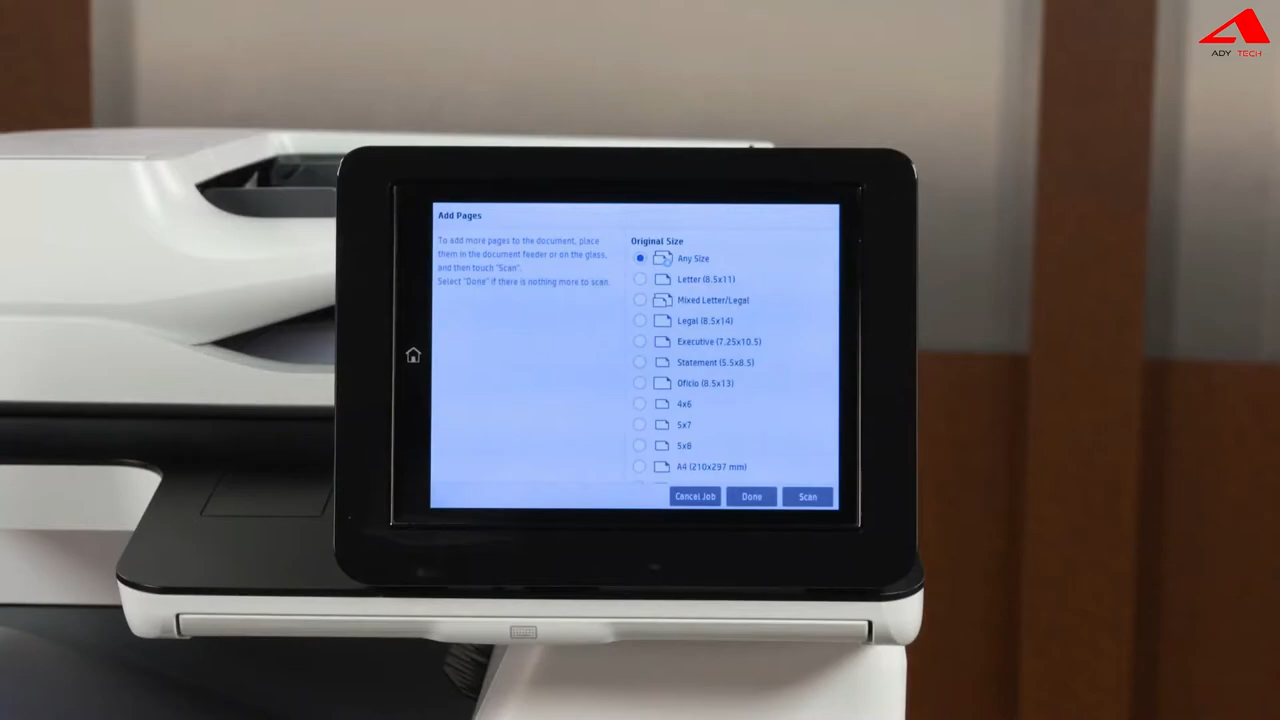 ADY TECH
Add Pages
To add more pages to the document, place
them in the document feeder or on the glass,
and then touch "Scan".
Select "Done" if there is nothing more to scan.
Original Size
Any Size
Letter (8.5x11)
Mixed Letter/Legal
Legal (8.5x14)
Executive (7.25x10.5)
Statement (5.5x8.5)
Oficio (8.5x13)
4x6
5x7
5x8
A4 (210x297 mm)
Cancel Job
Done
Scan